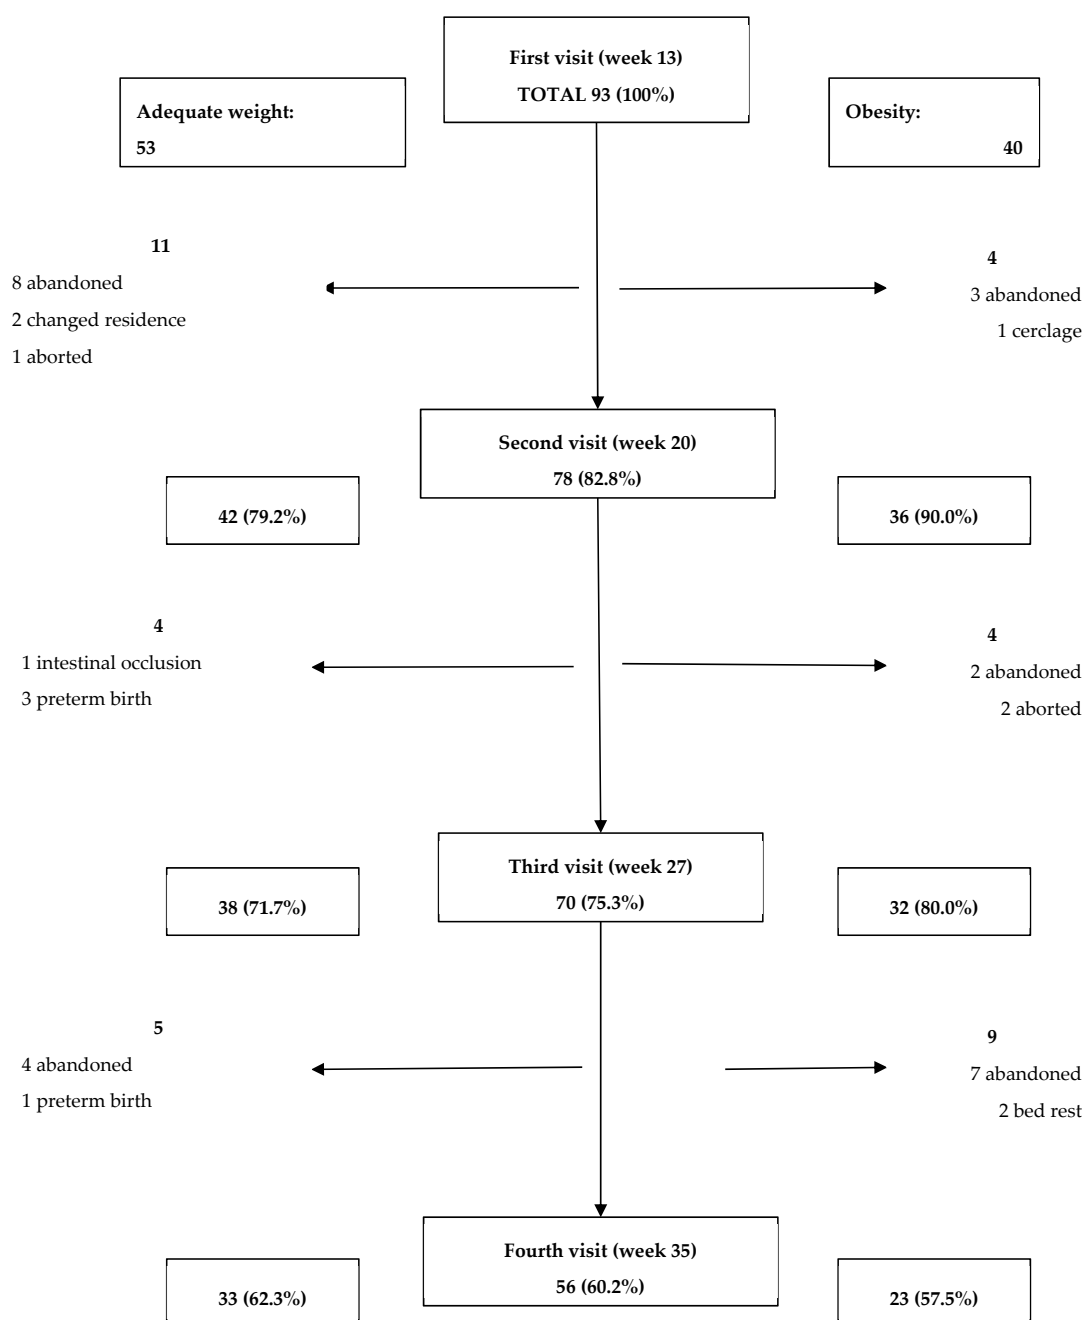 First visit (week 13)
TOTAL 93 (100%)
Adequate weight:
53
Obesity:
40
11
8 abandoned
2 changed residence
1 aborted
4
3 abandoned
1 cerclage
Second visit (week 20)
78 (82.8%)
42 (79.2%)
36 (90.0%)
4
1 intestinal occlusion
3 preterm birth
4
2 abandoned
2 aborted
Third visit (week 27)
70 (75.3%)
38 (71.7%)
32 (80.0%)
5
4 abandoned
1 preterm birth
9
7 abandoned
2 bed rest
Fourth visit (week 35)
56 (60.2%)
33 (62.3%)
23 (57.5%)